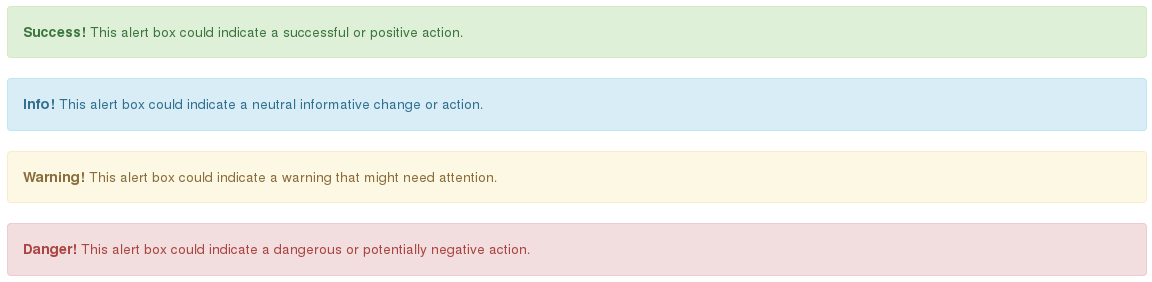 Success! This alert box could indicate a successful or positive action.
Info! This alert box could indicate a neutral informative change or action.
Warning! This alert box could indicate a warning that might need attention.
Danger! This alert box could indicate a dangerous or potentially negative action.